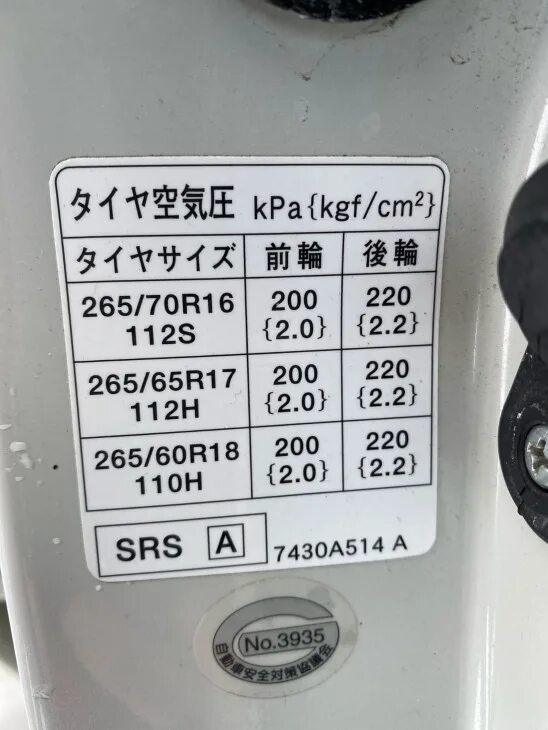 タイヤ空気圧 kPa{kgf/cm²}
タイヤサイズ 前輪 後輪
265/70R16 112S 200 {2.0} 220 {2.2}
265/65R17 112H 200 {2.0} 220 {2.2}
265/60R18 110H 200 {2.0} 220 {2.2}
SRS A 7430A514 A
No.3935
自動車安全対策協議会